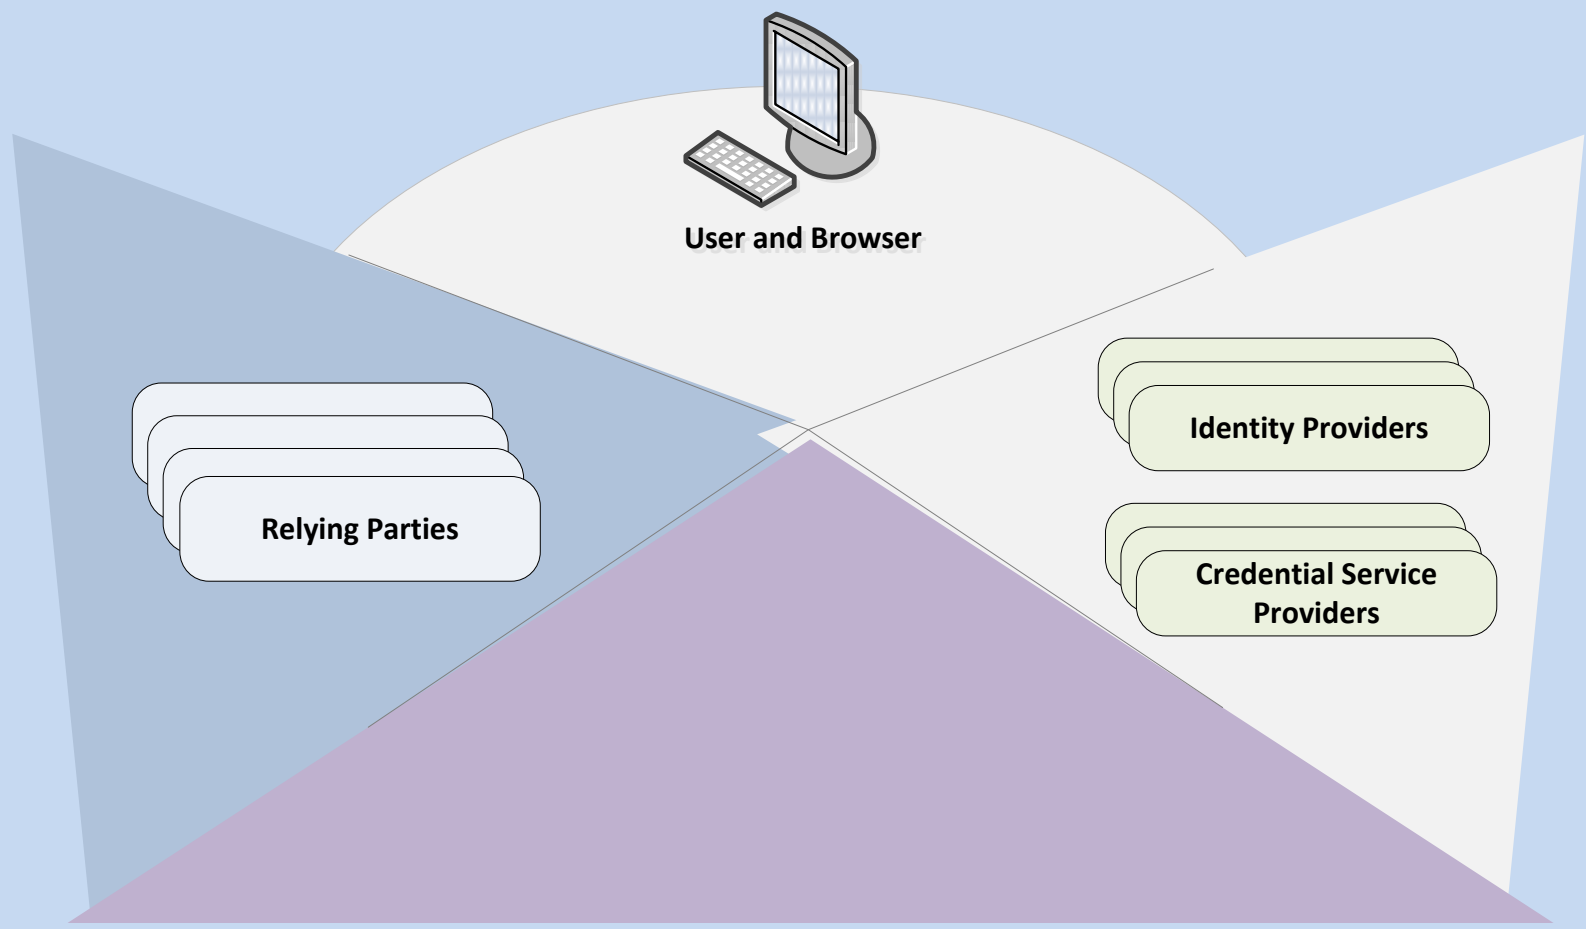 User and Browser
Identity Providers
Relying Parties
Credential Service
Providers